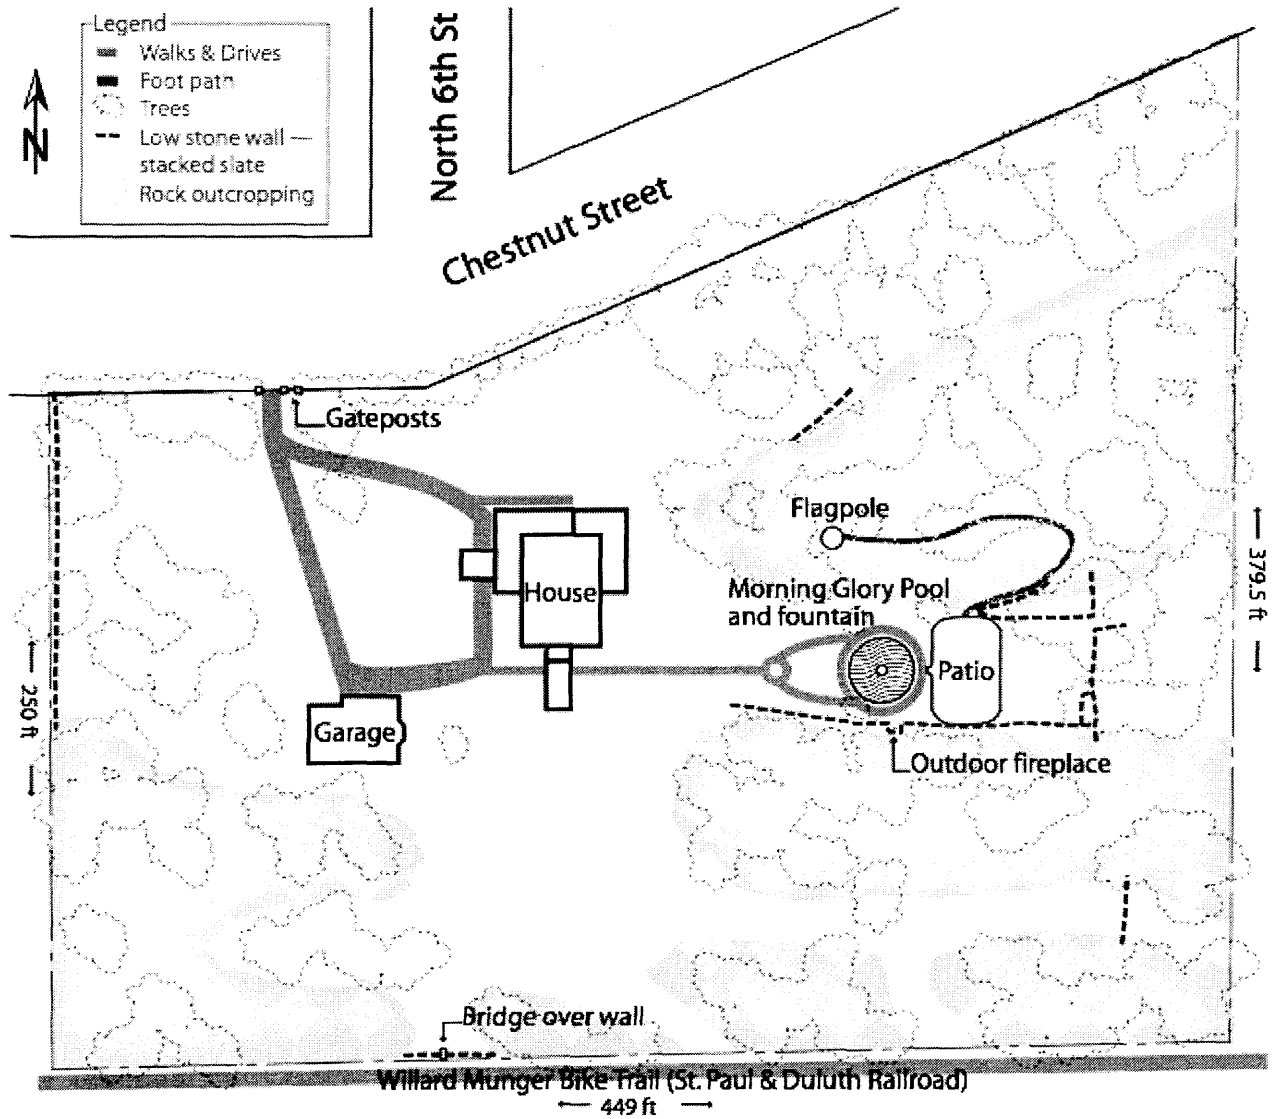 Legend
Walks & Drives
Foot path
Trees
Low stone wall —
stacked slate
Rock outcropping
N
North 6th St
Chestnut Street
Gateposts
Flagpole
House
Morning Glory Pool
and fountain
Patio
Garage
Outdoor fireplace
250 ft
379.5 ft
Bridge over wall
Willard Munger Bike Trail (St. Paul & Duluth Railroad)
449 ft